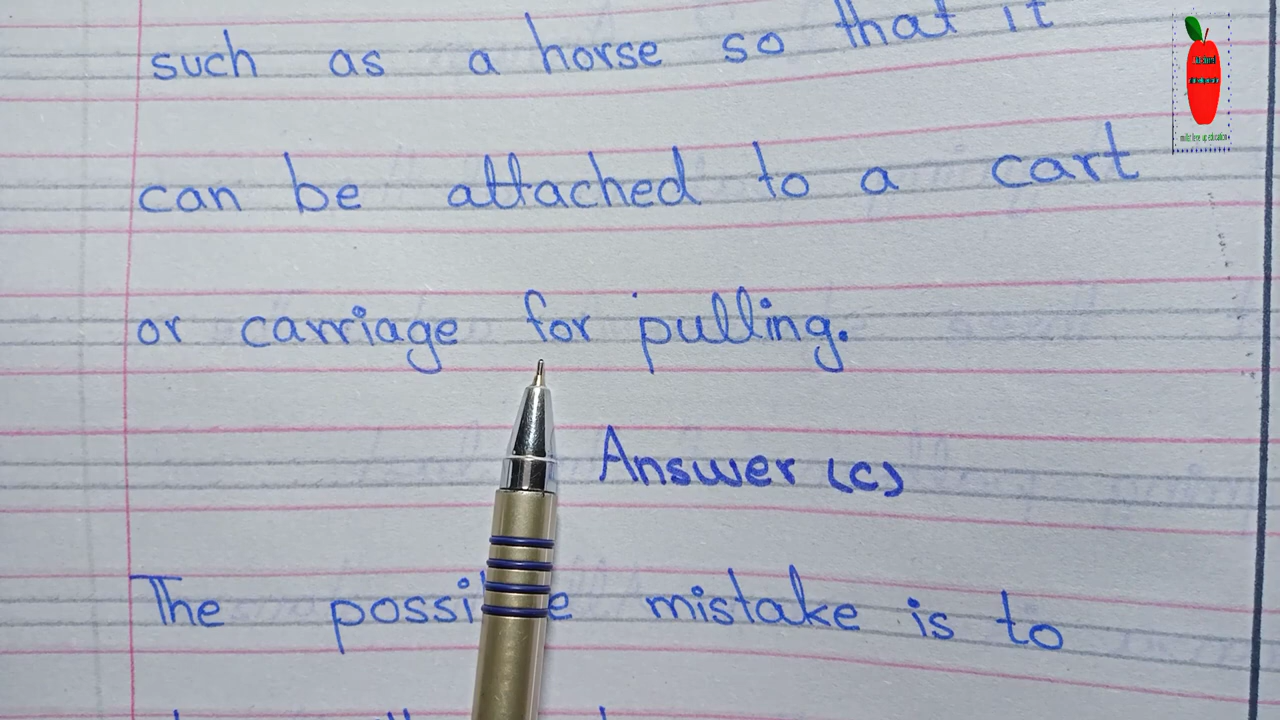 such as a horse so that it
can be attached to a cart
or carriage for pulling.
Answer (c)
The mistake is to